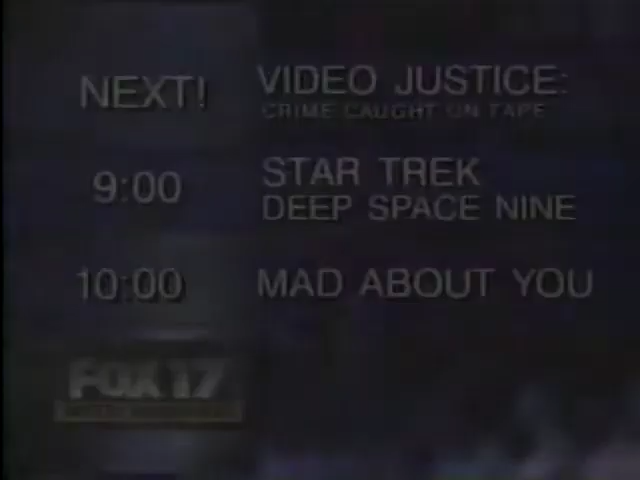 NEXT!
VIDEO JUSTICE:
CRIME CAUGHT ON TAPE
9:00
STAR TREK
DEEP SPACE NINE
10:00
MAD ABOUT YOU
FOX 17